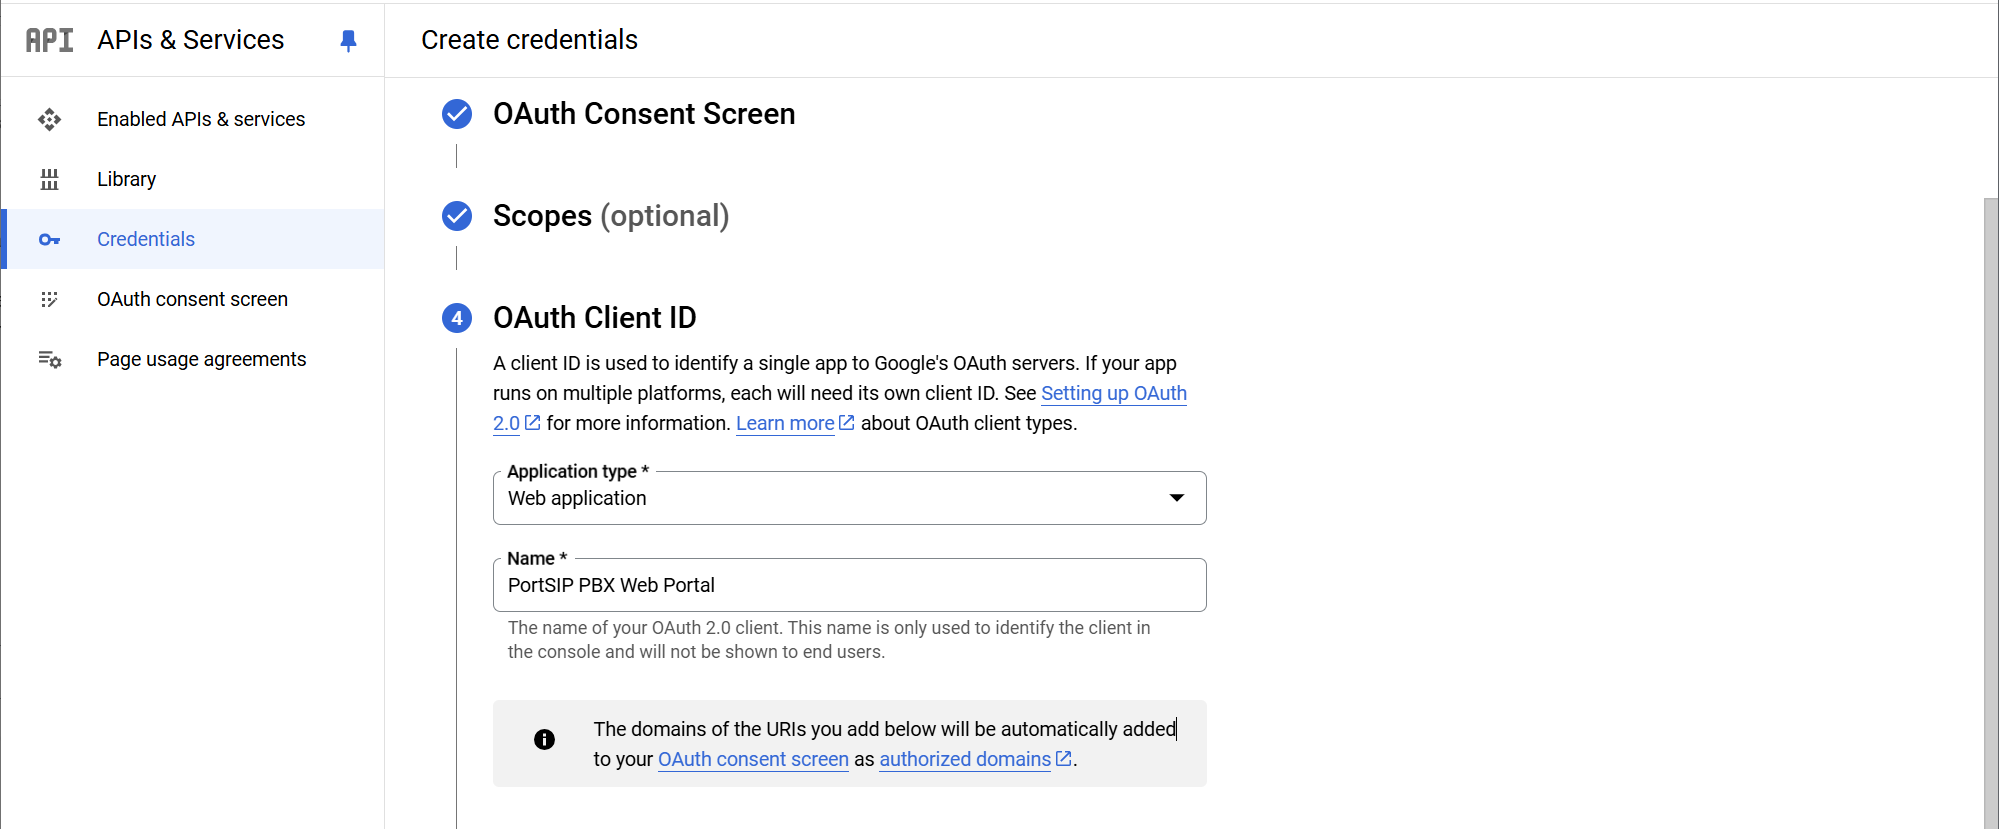 API APIs & Services
Create credentials
Enabled APIs & services
Library
Credentials
OAuth consent screen
Page usage agreements
OAuth Consent Screen
Scopes (optional)
4 OAuth Client ID
A client ID is used to identify a single app to Google's OAuth servers. If your app
runs on multiple platforms, each will need its own client ID. See Setting up OAuth
2.0 for more information. Learn more about OAuth client types.
Application type *
Web application
Name *
PortSIP PBX Web Portal
The name of your OAuth 2.0 client. This name is only used to identify the client in
the console and will not be shown to end users.
The domains of the URIs you add below will be automatically added
to your OAuth consent screen as authorized domains.